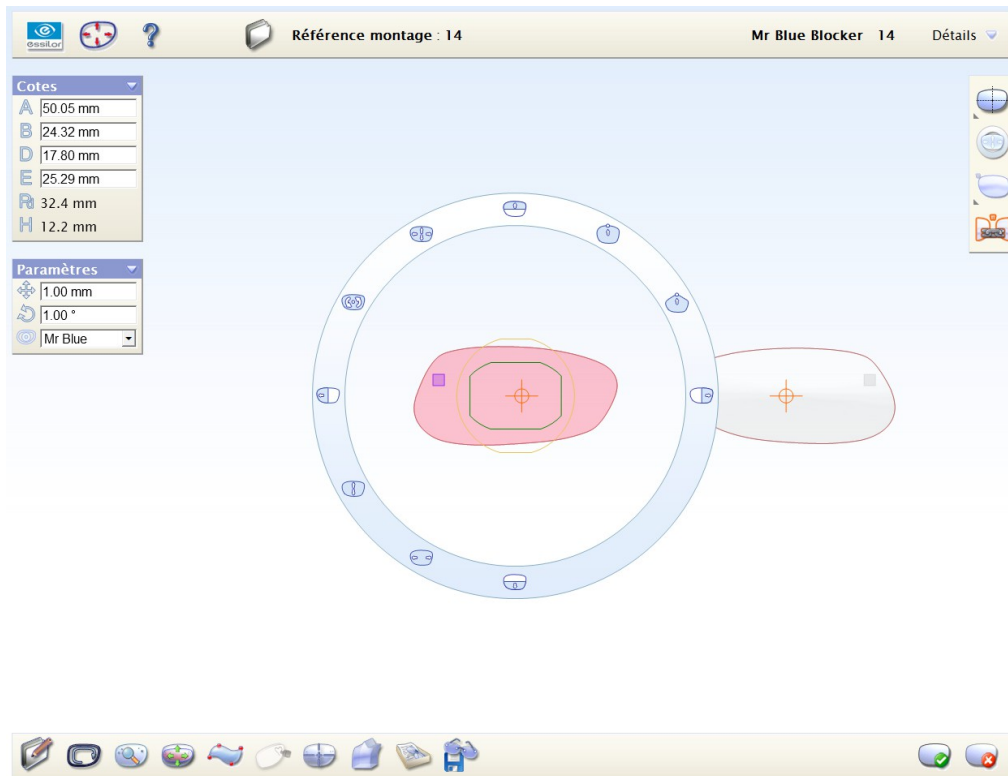 essilor
Référence montage : 14
Mr Blue Blocker 14
Détails
Cotes
A 50.05 mm
B 24.32 mm
D 17.80 mm
E 25.29 mm
32.4 mm
H 12.2 mm
Paramètres
1.00 mm
1.00 °
Mr Blue